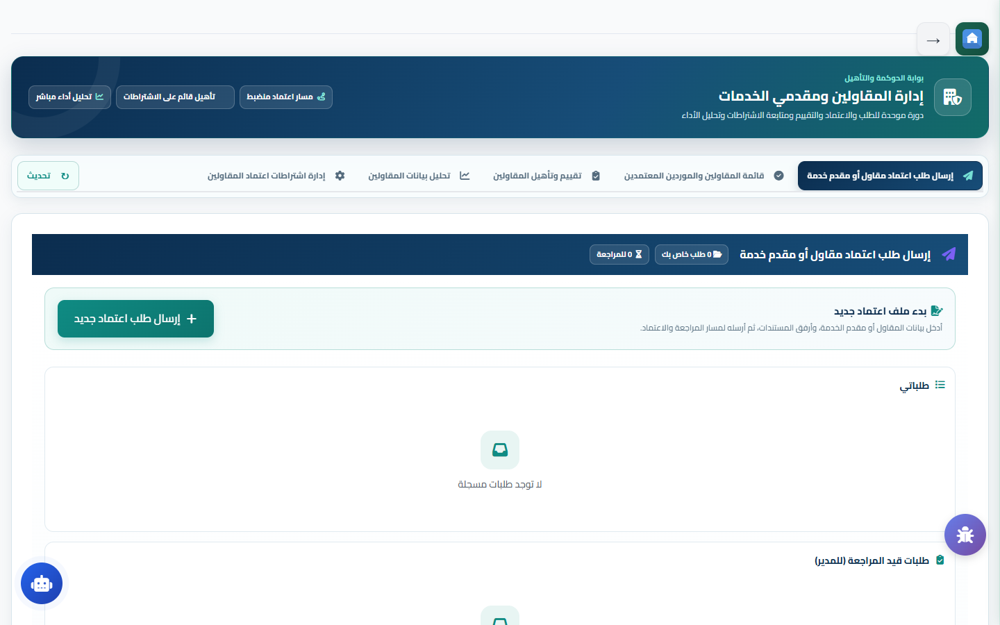 →
بوابة الحوكمة والتأهيل
إدارة المقاولين ومقدمي الخدمات
دورة موحدة للطلب والاعتماد والتقييم ومتابعة الاشتراطات وتحليل الأداء
مسار اعتماد منضبط
تأهيل قائم على الاشتراطات
تحليل أداء مباشر
إرسال طلب اعتماد مقاول أو مقدم خدمة
قائمة المقاولين والموردين المعتمدين
تقييم وتأهيل المقاولين
تحليل بيانات المقاولين
إدارة اشتراطات اعتماد المقاولين
↻ تحديث
إرسال طلب اعتماد مقاول أو مقدم خدمة
0 طلب خاص بك
0 للمراجعة
بدء ملف اعتماد جديد
أدخل بيانات المقاول أو مقدم الخدمة، وأرفق المستندات، ثم أرسله لمسار المراجعة والاعتماد.
+ إرسال طلب اعتماد جديد
طلباتي
لا توجد طلبات مسجلة
طلبات قيد المراجعة (للمدير)